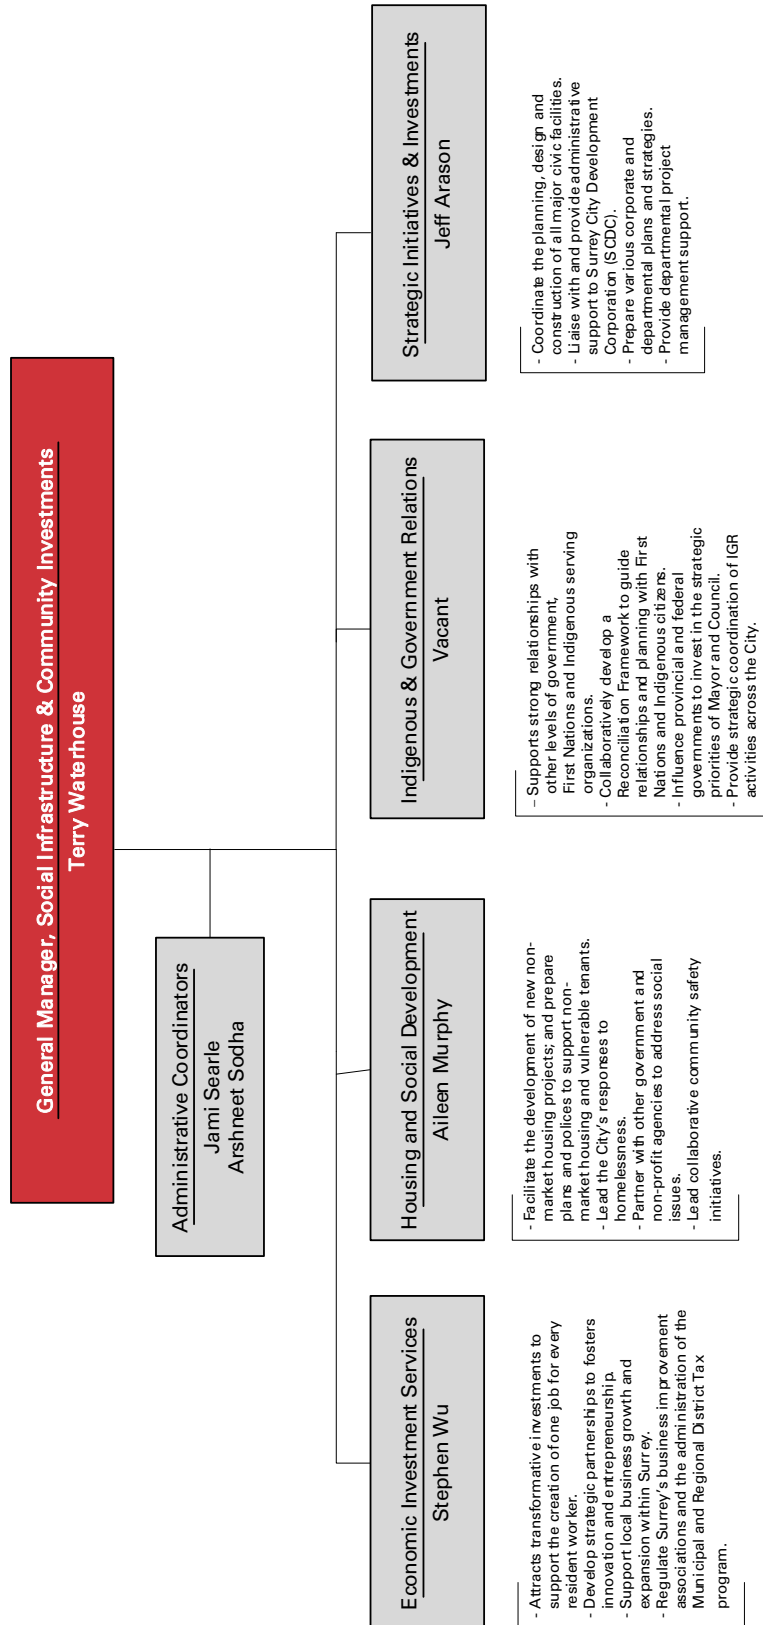 General Manager, Social Infrastructure & Community Investments
Terry Waterhouse
Administrative Coordinators
Jami Searle
Arshneet Sodha
Economic Investment Services
Stephen Wu
- Attracts transformative investments to
support the creation of one job for every
resident worker.
- Develop strategic partnerships to fosters
innovation and entrepreneurship.
- Support local business growth and
expansion within Surrey.
- Regulate Surrey's business improvement
associations and the administration of the
Municipal and Regional District Tax
program.
Housing and Social Development
Aileen Murphy
- Facilitate the development of new non-
market housing projects; and prepare
plans and polices to support non-
market housing and vulnerable tenants.
- Lead the City's responses to
homelessness.
- Partner with other government and
non-profit agencies to address social
issues.
- Lead collaborative community safety
initiatives.
Indigenous & Government Relations
Vacant
– Supports strong relationships with
other levels of government,
First Nations and Indigenous serving
organizations.
- Collaboratively develop a
Reconciliation Framework to guide
relationships and planning with First
Nations and Indigenous citizens.
- Influence provincial and federal
governments to invest in the strategic
priorities of Mayor and Council.
- Provide strategic coordination of IGR
activities across the City.
Strategic Initiatives & Investments
Jeff Arason
- Coordinate the planning, design and
construction of all major civic facilities.
- Liaise with and provide administrative
support to Surrey City Development
Corporation (SCDC).
- Prepare various corporate and
departmental plans and strategies.
- Provide departmental project
management support.